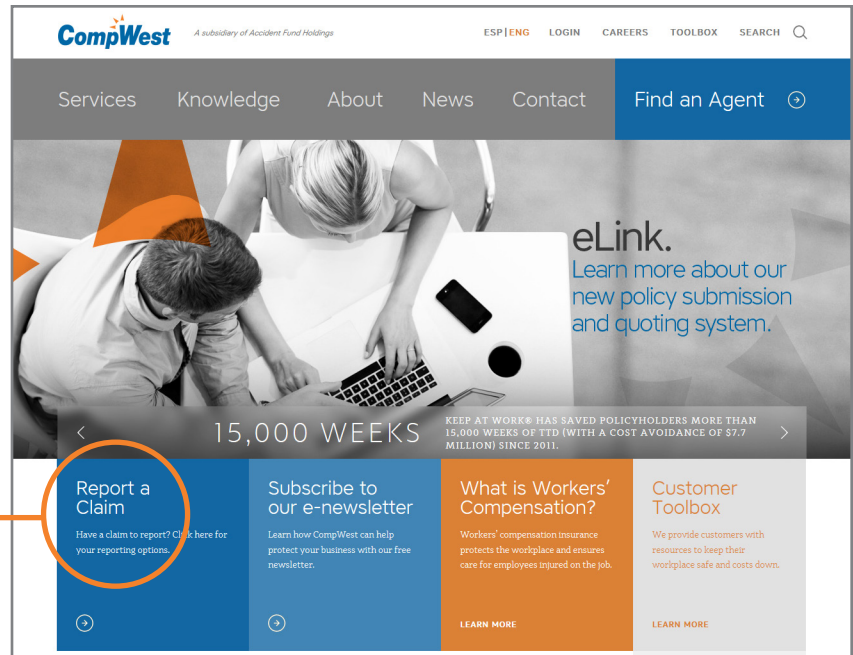 CompWest
A subsidiary of Accident Fund Holdings
ESP|ENG LOGIN CAREERS TOOLBOX SEARCH
Services Knowledge About News Contact Find an Agent
eLink.
Learn more about our
new policy submission
and quoting system.
15,000 WEEKS
KEEP AT WORK® HAS SAVED POLICYHOLDERS MORE THAN
15,000 WEEKS OF TTD (WITH A COST AVOIDANCE OF $7.7
MILLION) SINCE 2011.
Report a
Claim
Have a claim to report? Click here for
your reporting options.
Subscribe to
our e-newsletter
Learn how CompWest can help
protect your business with our free
newsletter.
What is Workers'
Compensation?
Workers' compensation insurance
protects the workplace and ensures
care for employees injured on the job.
LEARN MORE
Customer
Toolbox
We provide customers with
resources to keep their
workplace safe and costs down.
LEARN MORE